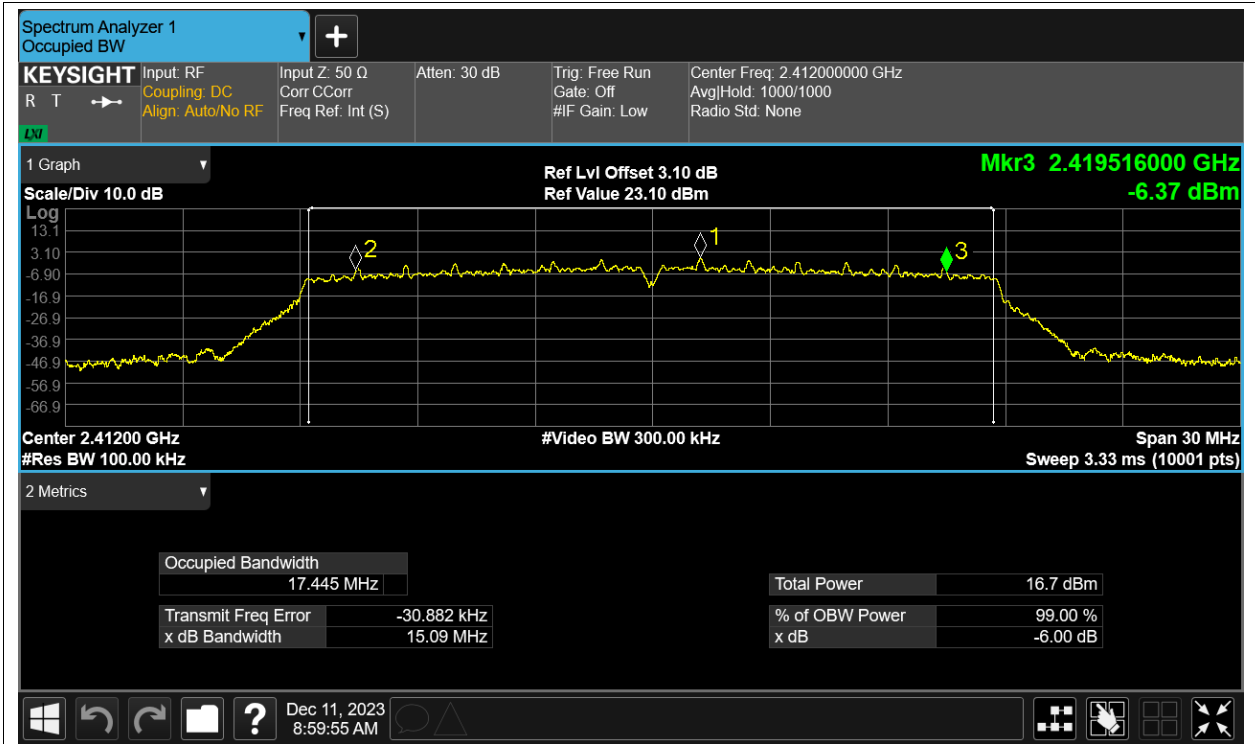 Spectrum Analyzer 1
Occupied BW
+
KEYSIGHT
R T
LXI
Input: RF
Coupling: DC
Align: Auto/No RF
Input Z: 50 Ω
Corr CCorr
Freq Ref: Int (S)
Atten: 30 dB
Trig: Free Run
Gate: Off
#IF Gain: Low
Center Freq: 2.412000000 GHz
Avg|Hold: 1000/1000
Radio Std: None
1 Graph
Scale/Div 10.0 dB
Ref Lvl Offset 3.10 dB
Ref Value 23.10 dBm
Mkr3 2.419516000 GHz
-6.37 dBm
Log
13.1
3.10
-6.90
-16.9
-26.9
-36.9
-46.9
-56.9
-66.9
2
1
3
Center 2.41200 GHz
#Res BW 100.00 kHz
#Video BW 300.00 kHz
Span 30 MHz
Sweep 3.33 ms (10001 pts)
2 Metrics
Occupied Bandwidth
17.445 MHz
Transmit Freq Error -30.882 kHz
x dB Bandwidth 15.09 MHz
Total Power 16.7 dBm
% of OBW Power 99.00 %
x dB -6.00 dB
?
Dec 11, 2023
8:59:55 AM